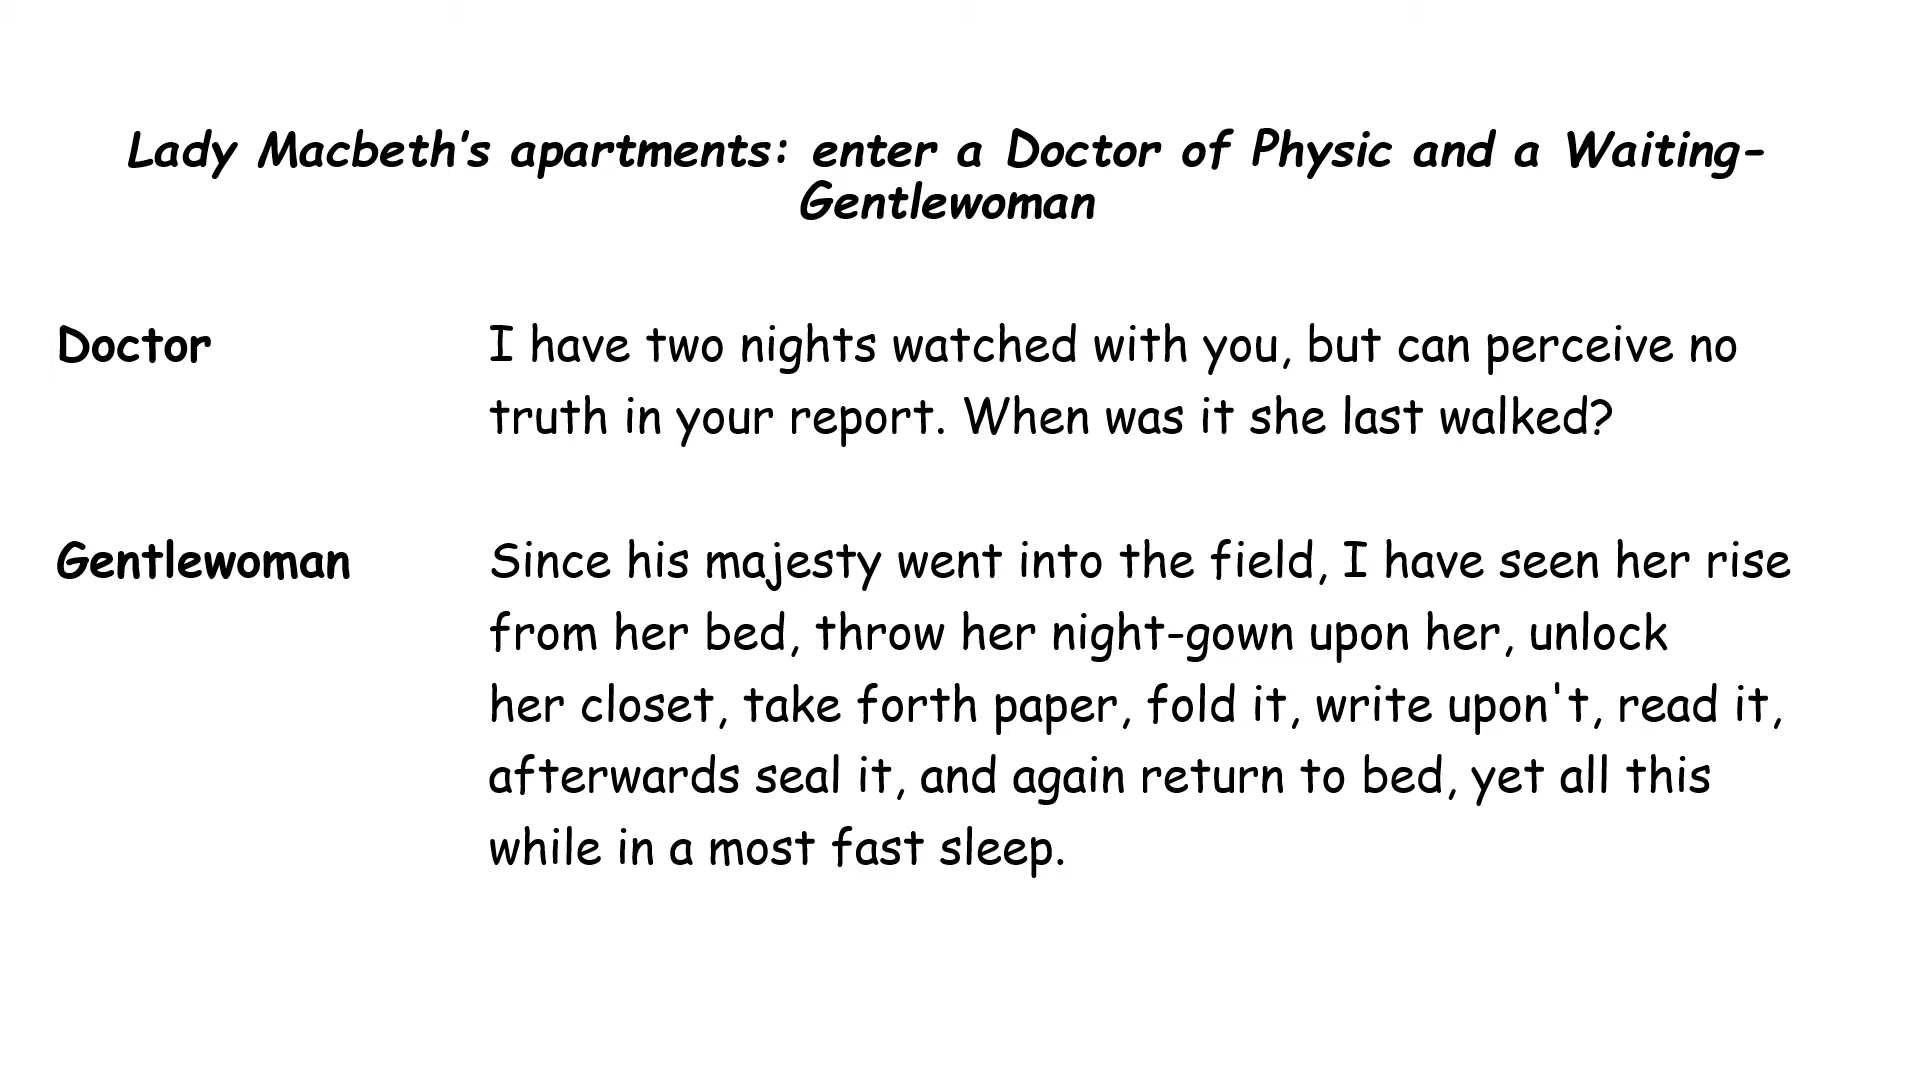 Lady Macbeth’s apartments: enter a Doctor of Physic and a Waiting-
Gentlewoman
Doctor I have two nights watched with you, but can perceive no
truth in your report. When was it she last walked?
Gentlewoman Since his majesty went into the field, I have seen her rise
from her bed, throw her night-gown upon her, unlock
her closet, take forth paper, fold it, write upon't, read it,
afterwards seal it, and again return to bed, yet all this
while in a most fast sleep.